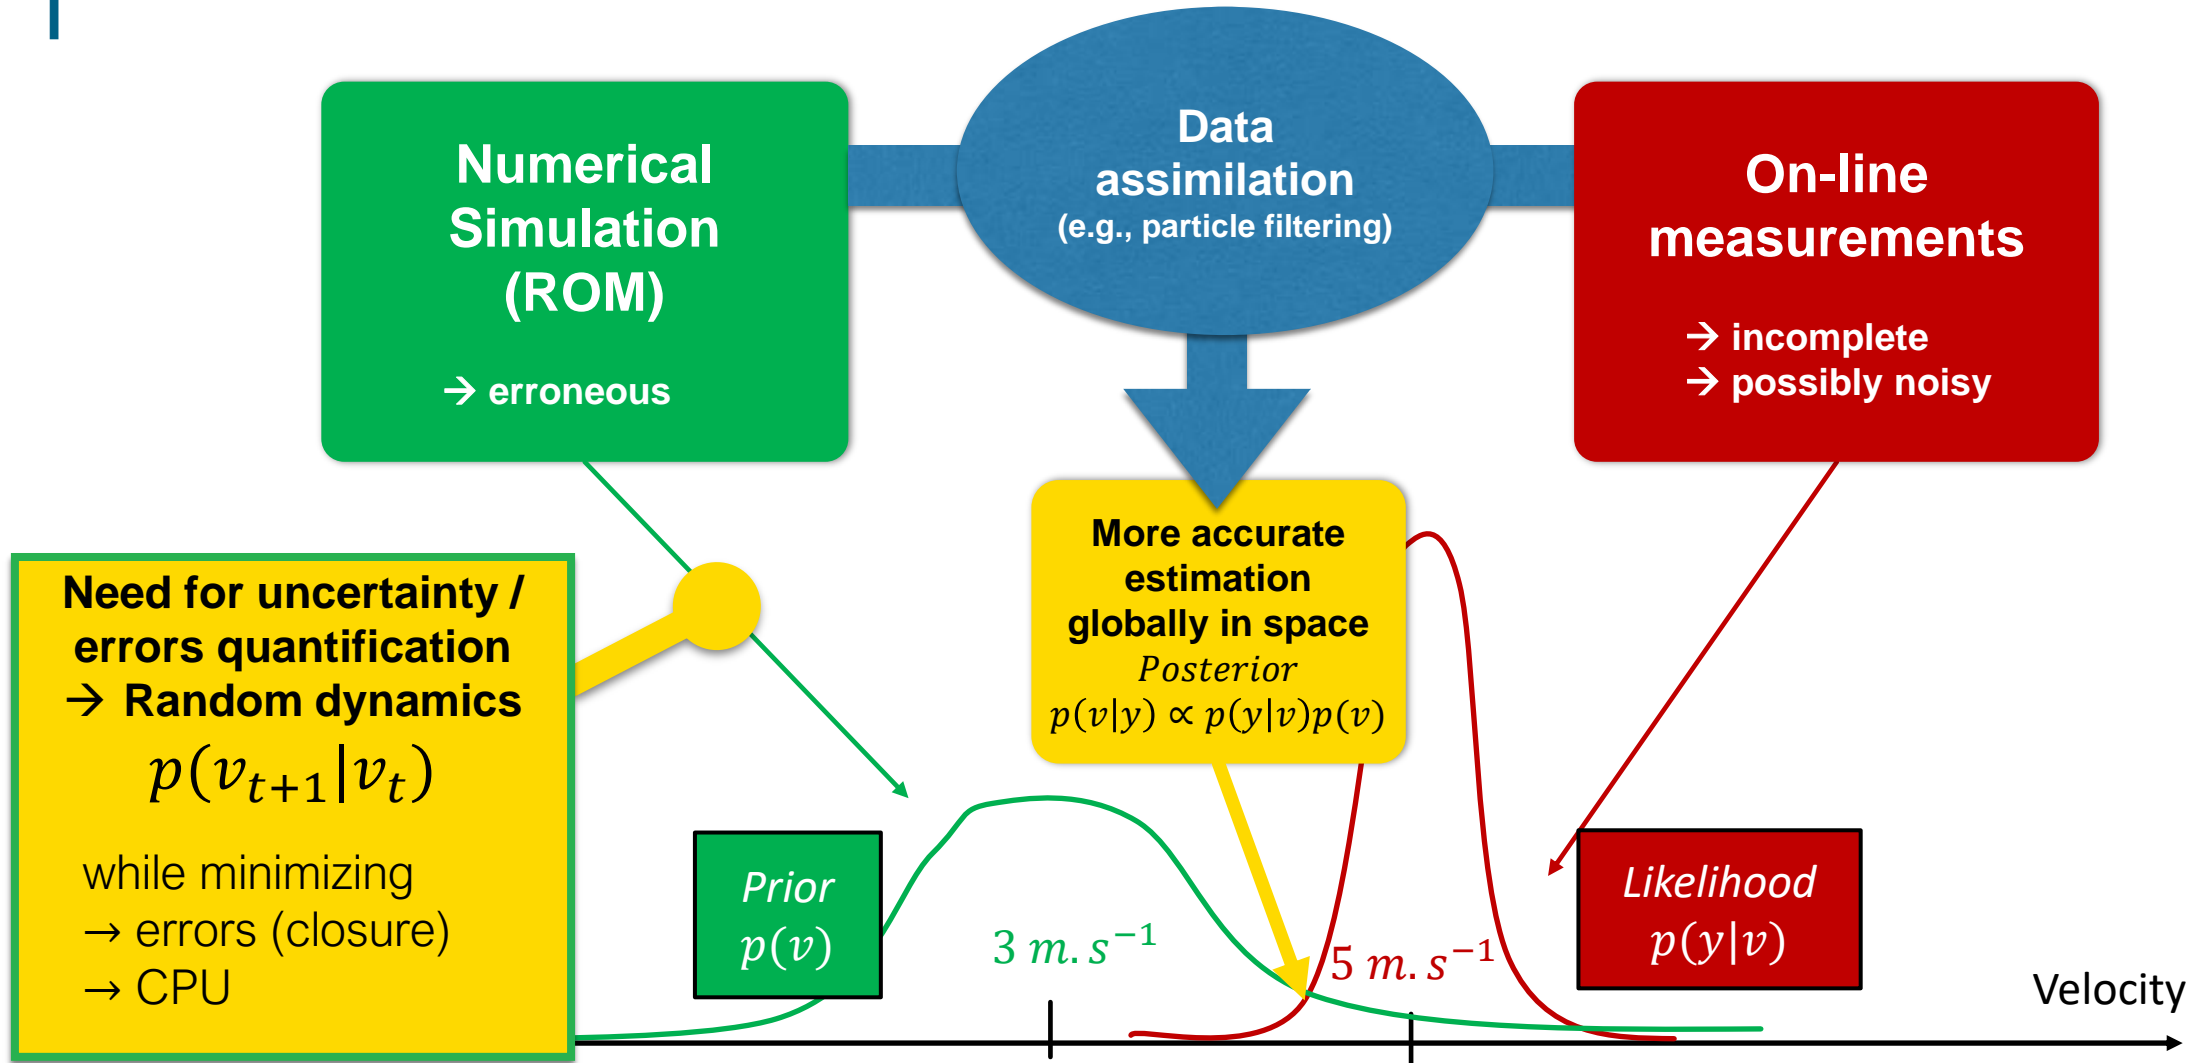 Numerical
Simulation
(ROM)
→ erroneous
Data
assimilation
(e.g., particle filtering)
On-line
measurements
→ incomplete
→ possibly noisy
More accurate
estimation
globally in space
Posterior
p(v|y) ∝ p(y|v)p(v)
Need for uncertainty /
errors quantification
→ Random dynamics
p(v_{t+1}|v_t)
while minimizing
→ errors (closure)
→ CPU
Prior
p(v)
3 m.s⁻¹
5 m.s⁻¹
Likelihood
p(y|v)
Velocity